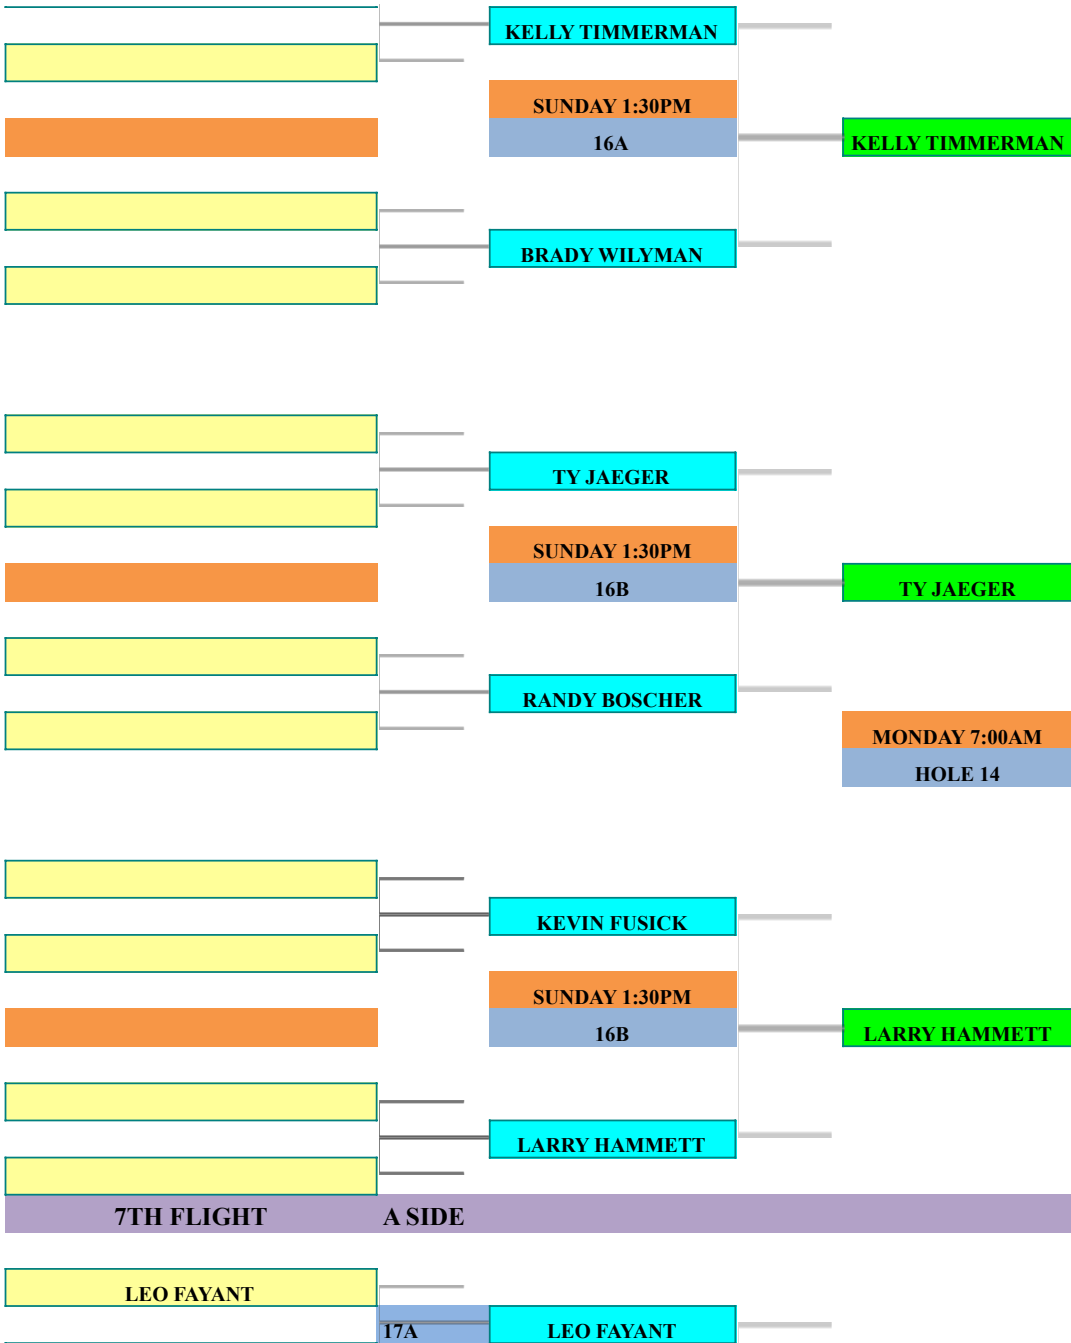 KELLY TIMMERMAN
SUNDAY 1:30PM
16A
KELLY TIMMERMAN
BRADY WILYMAN
TY JAEGER
SUNDAY 1:30PM
16B
TY JAEGER
RANDY BOSCHER
MONDAY 7:00AM
HOLE 14
KEVIN FUSICK
SUNDAY 1:30PM
16B
LARRY HAMMETT
LARRY HAMMETT
7TH FLIGHT A SIDE
LEO FAYANT
17A LEO FAYANT